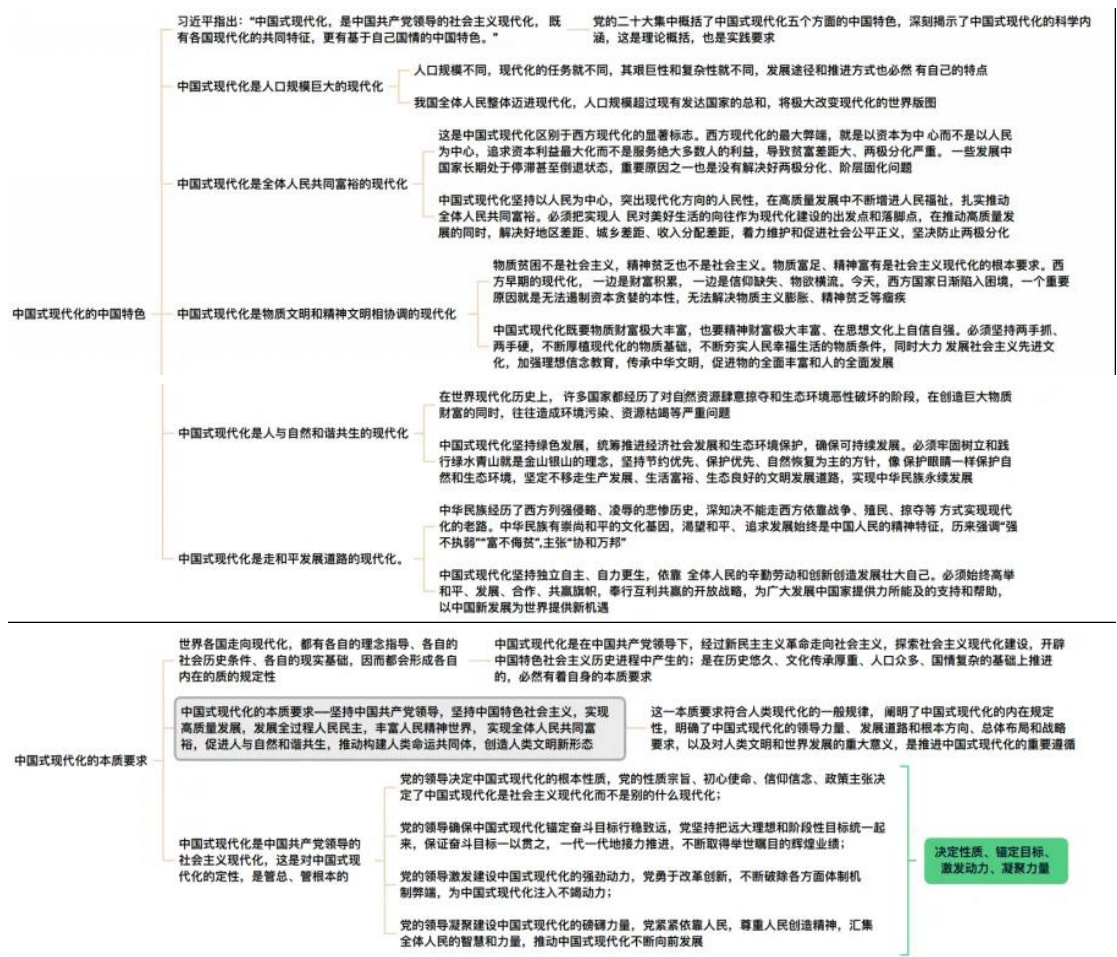 习近平指出：“中国式现代化，是中国共产党领导的社会主义现代化， 既
有各国现代化的共同特征，更有基于自己国情的中国特色。”
党的二十大集中概括了中国式现代化五个方面的中国特色，深刻揭示了中国式现代化的科学内
涵，这是理论概括，也是实践要求
中国式现代化是人口规模巨大的现代化
人口规模不同，现代化的任务就不同，其艰巨性和复杂性就不同，发展途径和推进方式也必然 有自己的特点
我国全体人民整体迈进现代化，人口规模超过现有发达国家的总和，将极大改变现代化的世界版图
中国式现代化是全体人民共同富裕的现代化
这是中国式现代化区别于西方现代化的显著标志。西方现代化的最大弊端，就是以资本为中 心而不是以人民
为中心，追求资本利益最大化而不是服务绝大多数人的利益，导致贫富差距大、两极分化严重。 一些发展中
国家长期处于停滞甚至倒退状态，重要原因之一也是没有解决好两极分化、阶层固化问题
中国式现代化坚持以人民为中心，突出现代化方向的人民性，在高质量发展中不断增进人民福祉，扎实推动
全体人民共同富裕。必须把实现人 民对美好生活的向往作为现代化建设的出发点和落脚点，在推动高质量发
展的同时，解决好地区差距、城乡差距、收入分配差距，着力维护和促进社会公平正义，坚决防止两极分化
中国式现代化的中国特色
中国式现代化是物质文明和精神文明相协调的现代化
物质贫困不是社会主义，精神贫乏也不是社会主义。物质富足、精神富有是社会主义现代化的根本要求。西
方早期的现代化， 一边是财富积累， 一边是信仰缺失、物欲横流。今天，西方国家日渐陷入困境，一个重要
原因就是无法遏制资本贪婪的本性，无法解决物质主义膨胀、精神贫乏等痼疾
中国式现代化既要物质财富极大丰富，也要精神财富极大丰富、在思想文化上自信自强。必须坚持两手抓、
两手硬，不断厚植现代化的物质基础，不断夯实人民幸福生活的物质条件，同时大力 发展社会主义先进文
化，加强理想信念教育，传承中华文明，促进物的全面丰富和人的全面发展
中国式现代化是人与自然和谐共生的现代化
在世界现代化历史上， 许多国家都经历了对自然资源肆意掠夺和生态环境恶性破坏的阶段，在创造巨大物质
财富的同时，往往造成环境污染、资源枯竭等严重问题
中国式现代化坚持绿色发展，统筹推进经济社会发展和生态环境保护，确保可持续发展。必须牢固树立和践
行绿水青山就是金山银山的理念，坚持节约优先、保护优先、自然恢复为主的方针，像 保护眼睛一样保护自
然和生态环境，坚定不移走生产发展、生活富裕、生态良好的文明发展道路，实现中华民族永续发展
中国式现代化是走和平发展道路的现代化。
中华民族经历了西方列强侵略、凌辱的悲惨历史，深知决不能走西方依靠战争、殖民、掠夺等 方式实现现代
化的老路。中华民族有崇尚和平的文化基因，渴望和平、 追求发展始终是中国人民的精神特征，历来强调“强
不执弱”“富不侮贫”,主张“协和万邦”
中国式现代化坚持独立自主、自力更生，依靠 全体人民的辛勤劳动和创新创造发展壮大自己。必须始终高举
和平、发展、合作、共赢旗帜，奉行互利共赢的开放战略，为广大发展中国家提供力所能及的支持和帮助，
以中国新发展为世界提供新机遇
世界各国走向现代化，都有各自的理念指导、各自的
社会历史条件、各自的现实基础，因而都会形成各自
内在的质的规定性
中国式现代化是在中国共产党领导下，经过新民主主义革命走向社会主义，探索社会主义现代化建设，开辟
中国特色社会主义历史进程中产生的；是在历史悠久、文化传承厚重、人口众多、国情复杂的基础上推进
的，必然有着自身的本质要求
中国式现代化的本质要求——坚持中国共产党领导，坚持中国特色社会主义，实现
高质量发展，发展全过程人民民主，丰富人民精神世界， 实现全体人民共同富
裕，促进人与自然和谐共生，推动构建人类命运共同体，创造人类文明新形态
这一本质要求符合人类现代化的一般规律， 阐明了中国式现代化的内在规定
性，明确了中国式现代化的领导力量、 发展道路和根本方向、总体布局和战略
要求，以及对人类文明和世界发展的重大意义，是推进中国式现代化的重要遵循
中国式现代化的本质要求
中国式现代化是中国共产党领导的
社会主义现代化，这是对中国式现
代化的定性，是管总、管根本的
党的领导决定中国式现代化的根本性质，党的性质宗旨、初心使命、信仰信念、政策主张决
定了中国式现代化是社会主义现代化而不是别的什么现代化；
党的领导确保中国式现代化锚定奋斗目标行稳致远，党坚持把远大理想和阶段性目标统一起
来，保证奋斗目标一以贯之， 一代一代地接力推进，不断取得举世瞩目的辉煌业绩；
党的领导激发建设中国式现代化的强劲动力，党勇于改革创新，不断破除各方面体制机
制弊端，为中国式现代化注入不竭动力；
党的领导凝聚建设中国式现代化的磅礴力量，党紧紧依靠人民，尊重人民创造精神，汇集
全体人民的智慧和力量，推动中国式现代化不断向前发展
决定性质、锚定目标、
激发动力、凝聚力量